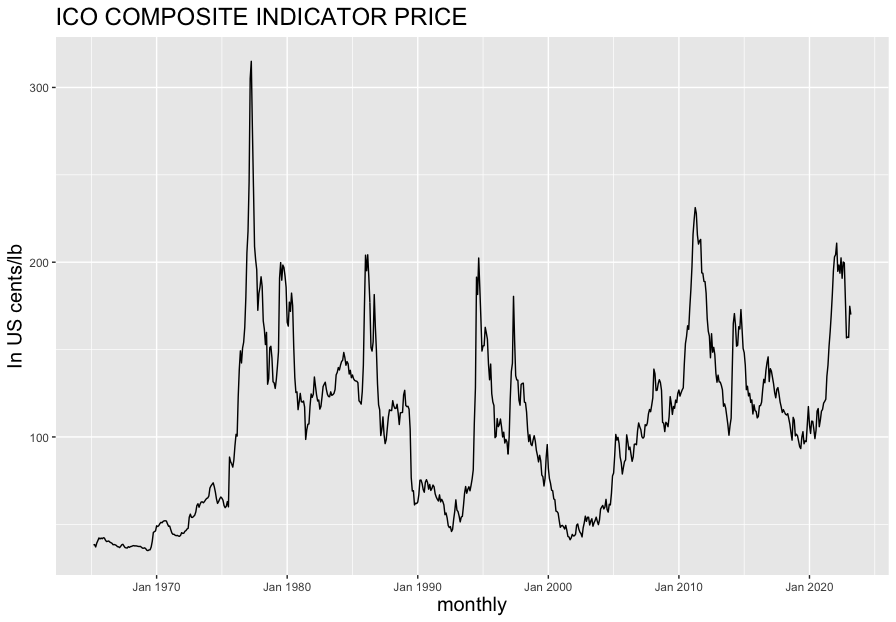 ICO COMPOSITE INDICATOR PRICE
In US cents/lb
300
200
100
Jan 1970 Jan 1980 Jan 1990 Jan 2000 Jan 2010 Jan 2020
monthly